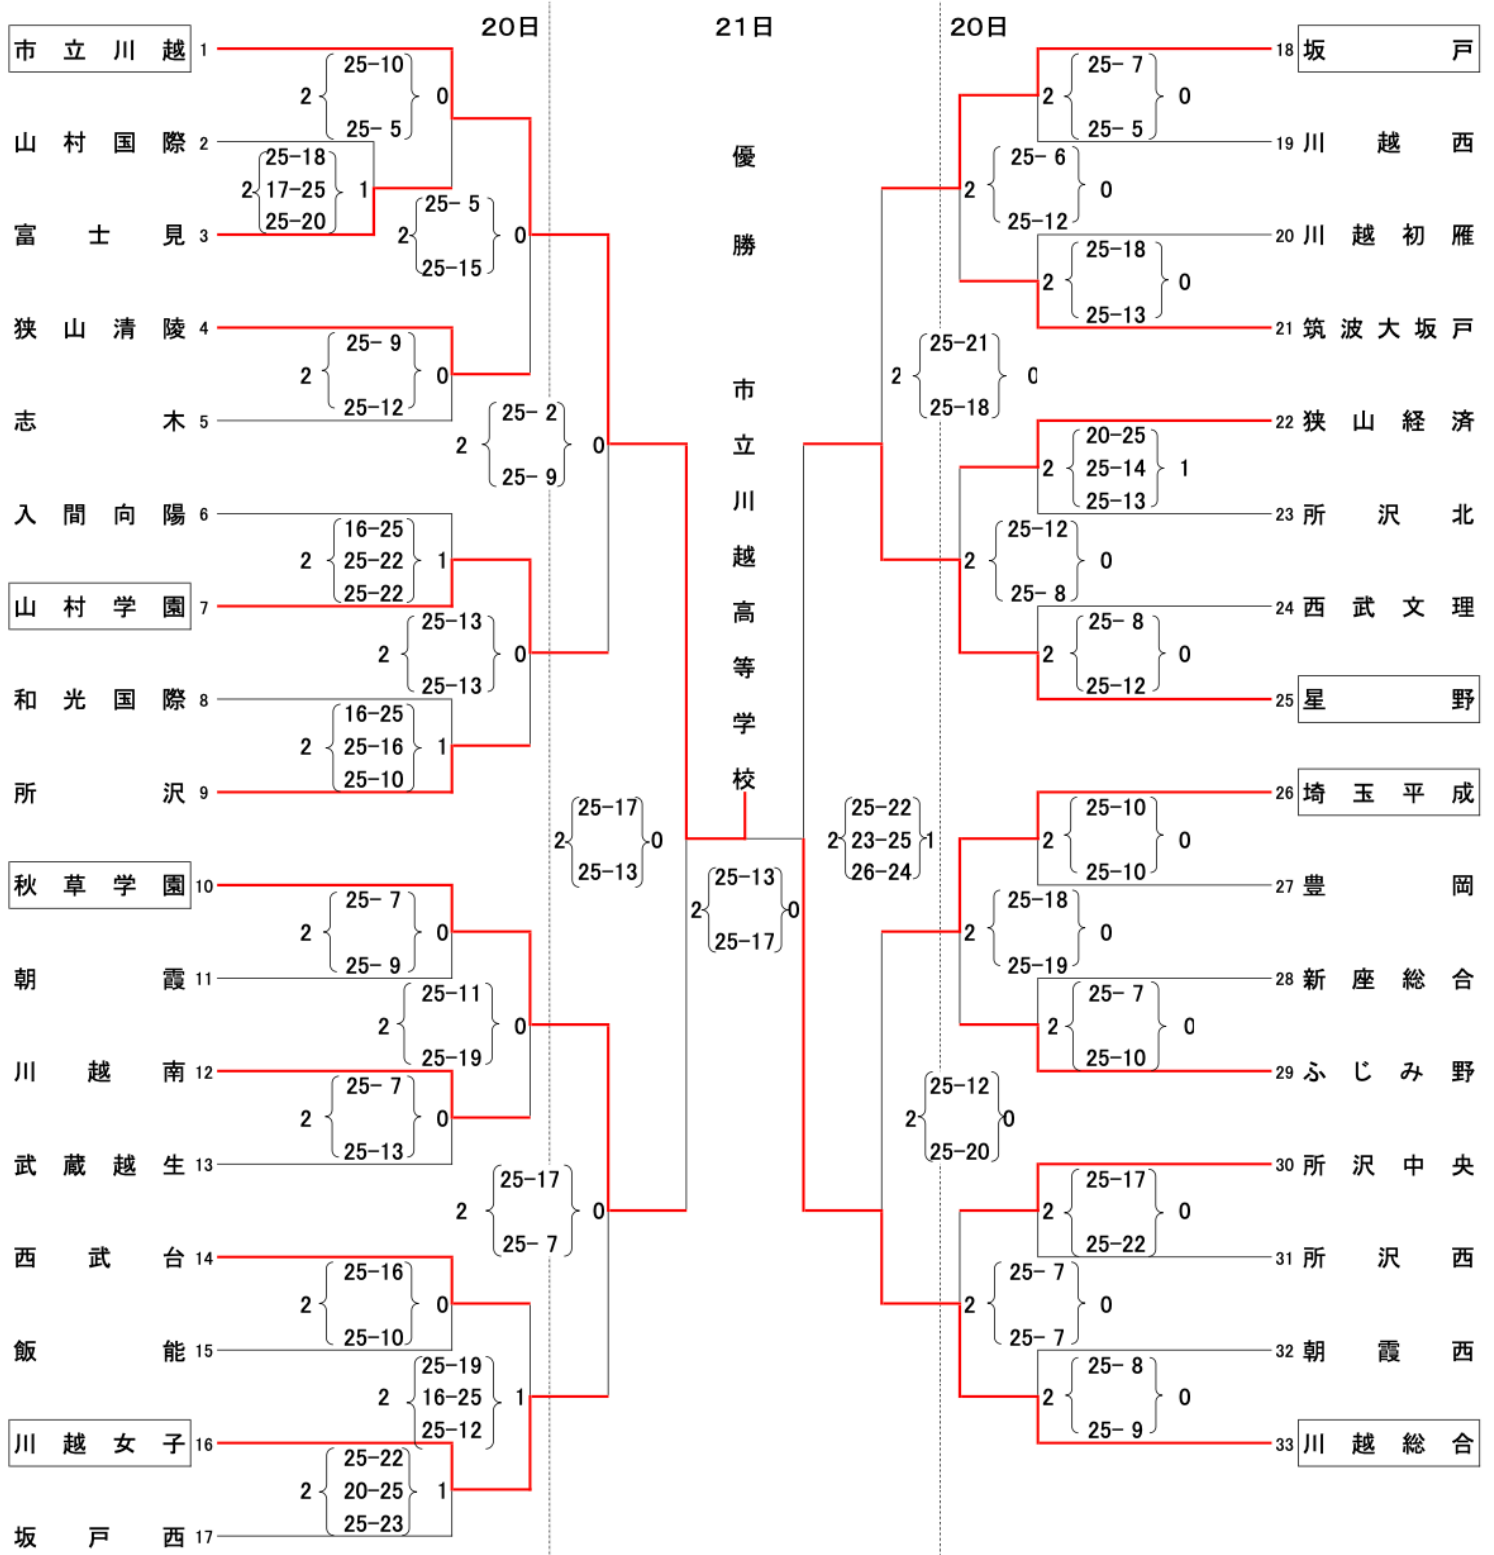 20日
21日
20日
市立川越 1
山村国際 2
富士見 3
狭山清陵 4
志木 5
入間向陽 6
山村学園 7
和光国際 8
所沢 9
秋草学園 10
朝霞 11
川越南 12
武蔵越生 13
西武台 14
飯能 15
川越女子 16
坂戸西 17
2 25-10 0
25- 5
25-18
2 17-25 1
25-20
2 25- 5 0
25-15
2 25- 9 0
25-12
2 25- 2 0
25- 9
16-25
2 25-22 1
25-22
2 25-13 0
25-13
16-25
2 25-16 1
25-10
2 25-17 0
25-13
2 25- 7 0
25- 9
2 25-11 0
25-19
2 25- 7 0
25-13
2 25-17 0
25- 7
2 25-16 0
25-10
25-19
2 16-25 1
25-12
25-22
2 20-25 1
25-23
優勝
市立川越高等学校
2 25-13 0
25-17
25-22
2 23-25 1
26-24
2 25- 7 0
25- 5
2 25- 6 0
25-12
2 25-18 0
25-13
2 25-21 0
25-18
20-25
2 25-14 1
25-13
2 25-12 0
25- 8
2 25- 8 0
25-12
2 25-10 0
25-10
2 25-18 0
25-19
2 25- 7 0
25-10
2 25-12 0
25-20
2 25-17 0
25-22
2 25- 7 0
25- 7
2 25- 8 0
25- 9
18 坂戸
19 川越西
20 川越初雁
21 筑波大坂戸
22 狭山経済
23 所沢北
24 西武文理
25 星野
26 埼玉平成
27 豊岡
28 新座総合
29 ふじみ野
30 所沢中央
31 所沢西
32 朝霞西
33 川越総合